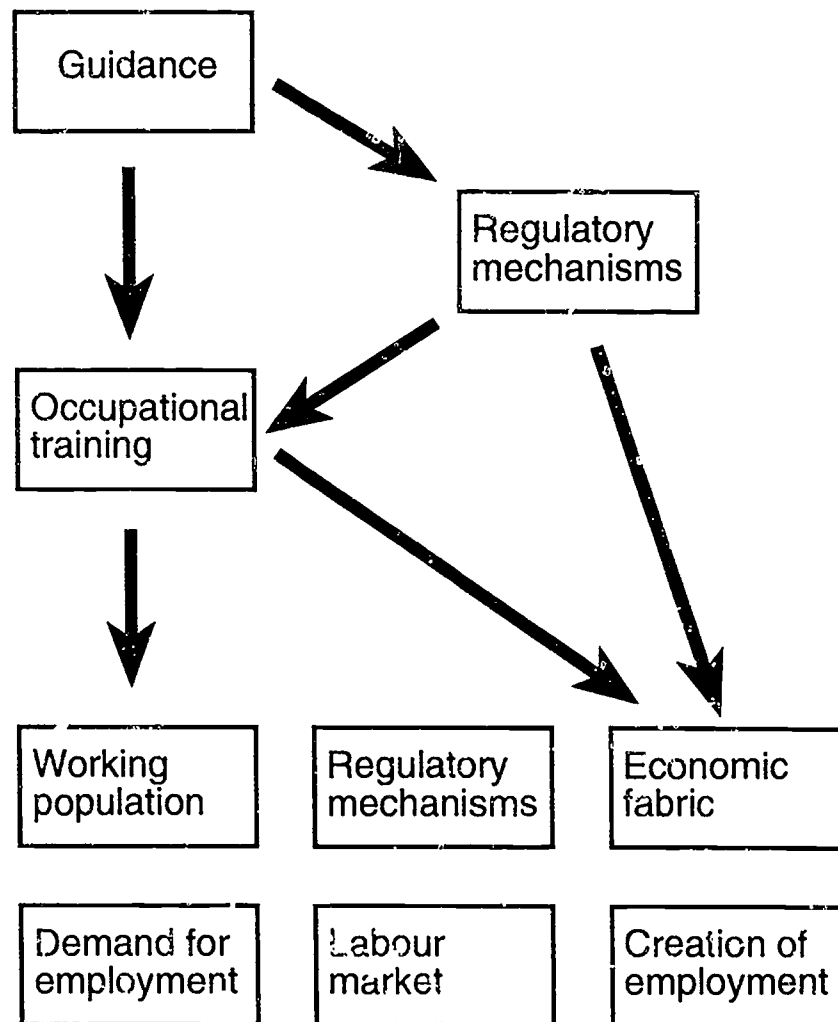 Guidance
Regulatory
mechanisms
Occupational
training
Working
population
Regulatory
mechanisms
Economic
fabric
Demand for
employment
Labour
market
Creation of
employment